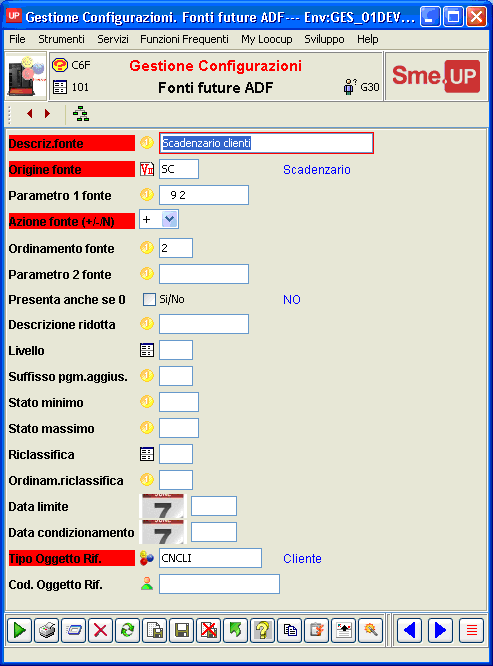 UP Gestione Configurazioni. Fonti future ADF--- Env:GES_01DEV...
File Strumenti Servizi Funzioni Frequenti My Loocup Sviluppo Help
C6F Gestione Configurazioni Sme.UP
101 Fonti future ADF G30
Descriz.fonte Scadenzario clienti
Origine fonte SC Scadenzario
Parametro 1 fonte 9 2
Azione fonte (+/-/N) +
Ordinamento fonte 2
Parametro 2 fonte
Presenta anche se 0 Si/No NO
Descrizione ridotta
Livello
Suffisso pgm.aggius.
Stato minimo
Stato massimo
Riclassifica
Ordinam.riclassifica
Data limite 7
Data condizionamento 7
Tipo Oggetto Rif. CNCLI Cliente
Cod. Oggetto Rif.